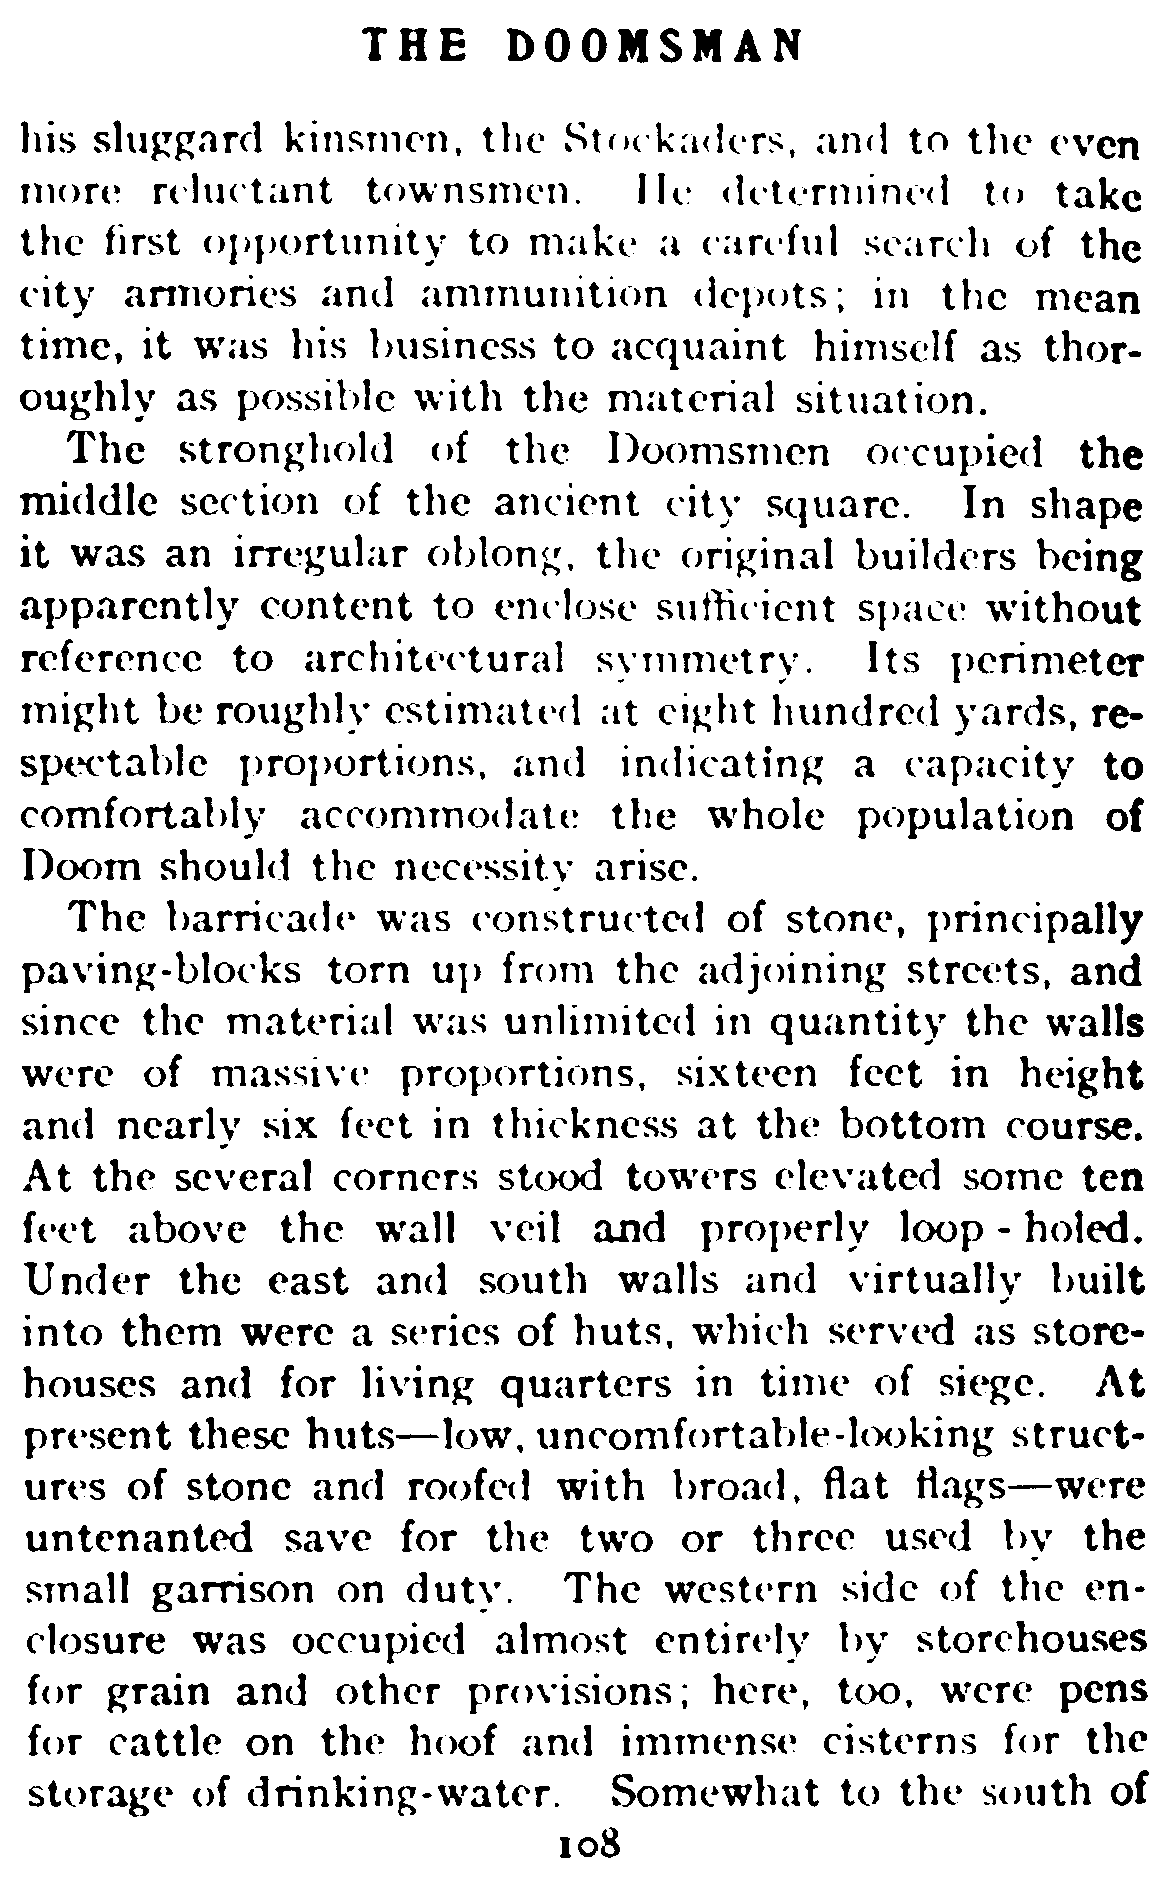 THE DOOMSMAN
his sluggard kinsmen, the Stockaders, and to the even
more reluctant townsmen. He determined to take
the first opportunity to make a careful search of the
city armories and ammunition depots; in the mean
time, it was his business to acquaint himself as thor-
oughly as possible with the material situation.
The stronghold of the Doomsmen occupied the
middle section of the ancient city square. In shape
it was an irregular oblong, the original builders being
apparently content to enclose sufficient space without
reference to architectural symmetry. Its perimeter
might be roughly estimated at eight hundred yards, re-
spectable proportions, and indicating a capacity to
comfortably accommodate the whole population of
Doom should the necessity arise.
The barricade was constructed of stone, principally
paving-blocks torn up from the adjoining streets, and
since the material was unlimited in quantity the walls
were of massive proportions, sixteen feet in height
and nearly six feet in thickness at the bottom course.
At the several corners stood towers elevated some ten
feet above the wall veil and properly loop-holed.
Under the east and south walls and virtually built
into them were a series of huts, which served as store-
houses and for living quarters in time of siege. At
present these huts—low, uncomfortable-looking struct-
ures of stone and roofed with broad, flat flags—were
untenanted save for the two or three used by the
small garrison on duty. The western side of the en-
closure was occupied almost entirely by storehouses
for grain and other provisions; here, too, were pens
for cattle on the hoof and immense cisterns for the
storage of drinking-water. Somewhat to the south of
108